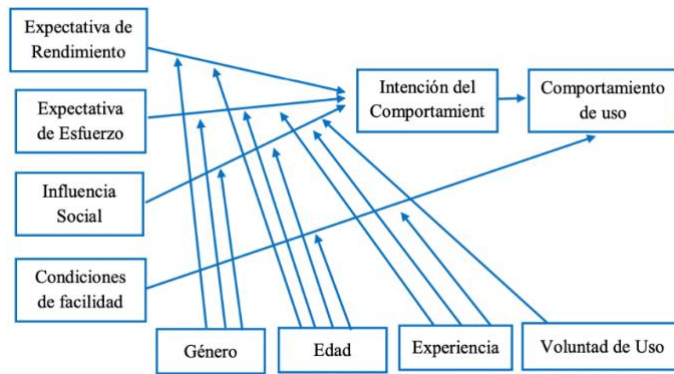 Expectativa de
Rendimiento
Expectativa
de Esfuerzo
Influencia
Social
Condiciones
de facilidad
Intención del
Comportamient
Comportamiento
de uso
Género
Edad
Experiencia
Voluntad de Uso